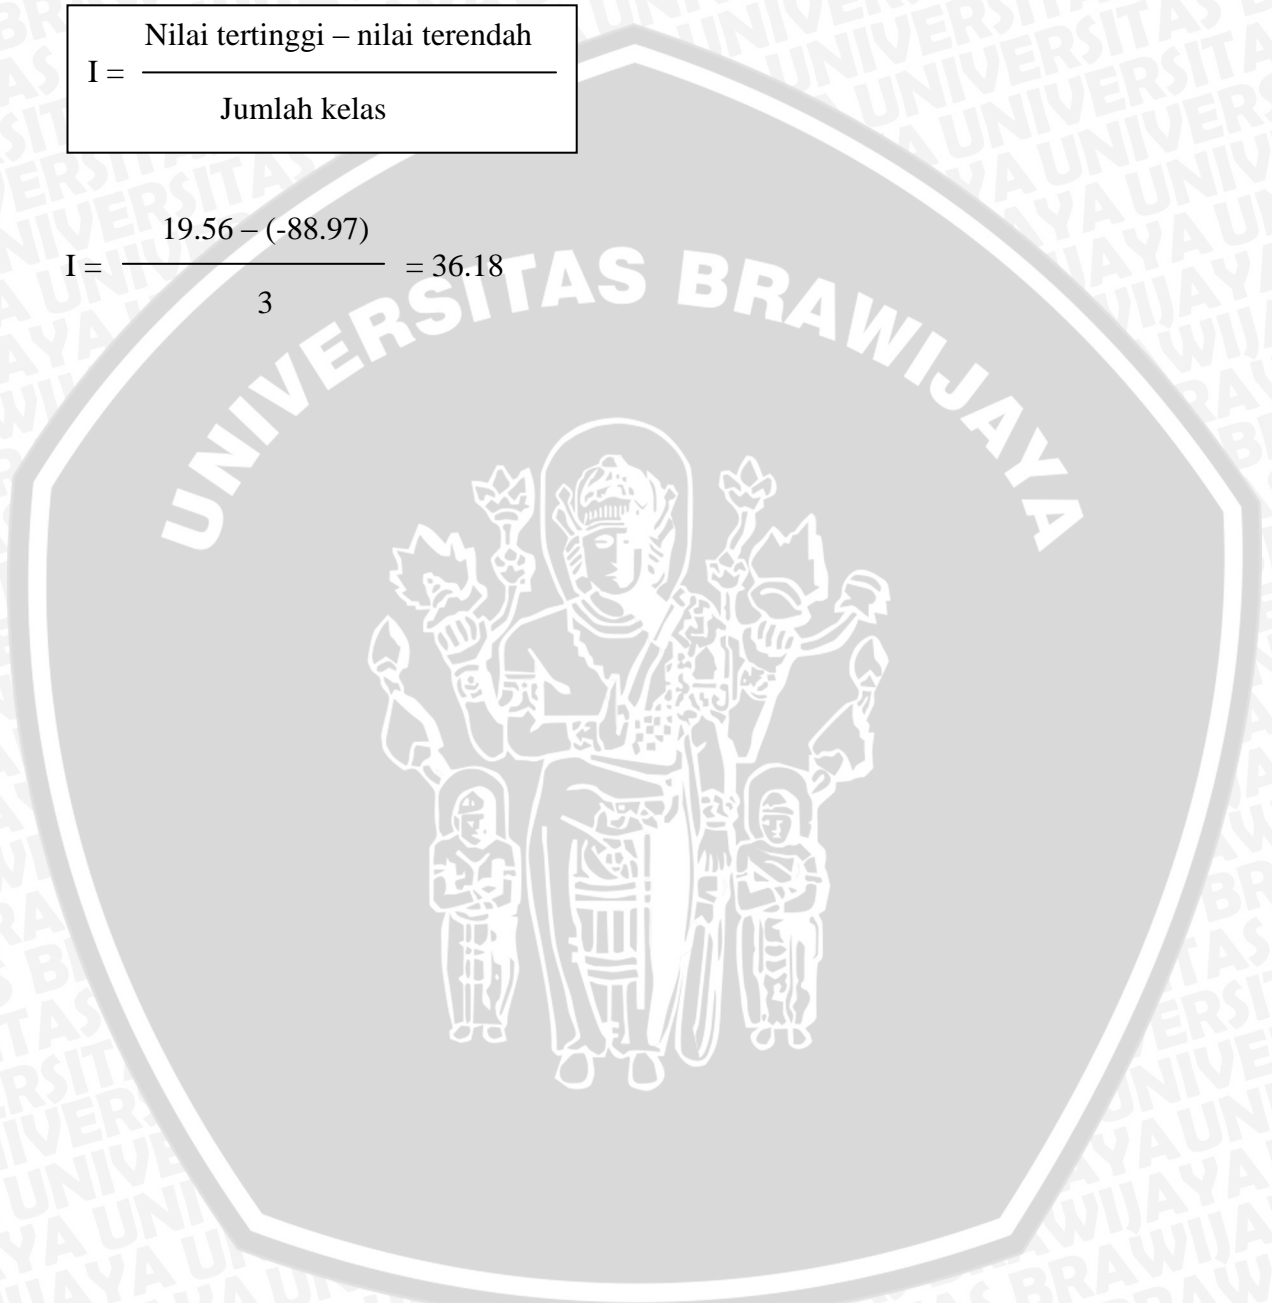 Nilai tertinggi – nilai terendah
I =
Jumlah kelas
19.56 – (-88.97)
I = = 36.18
3
UNIVERSITAS BRAWIJAYA